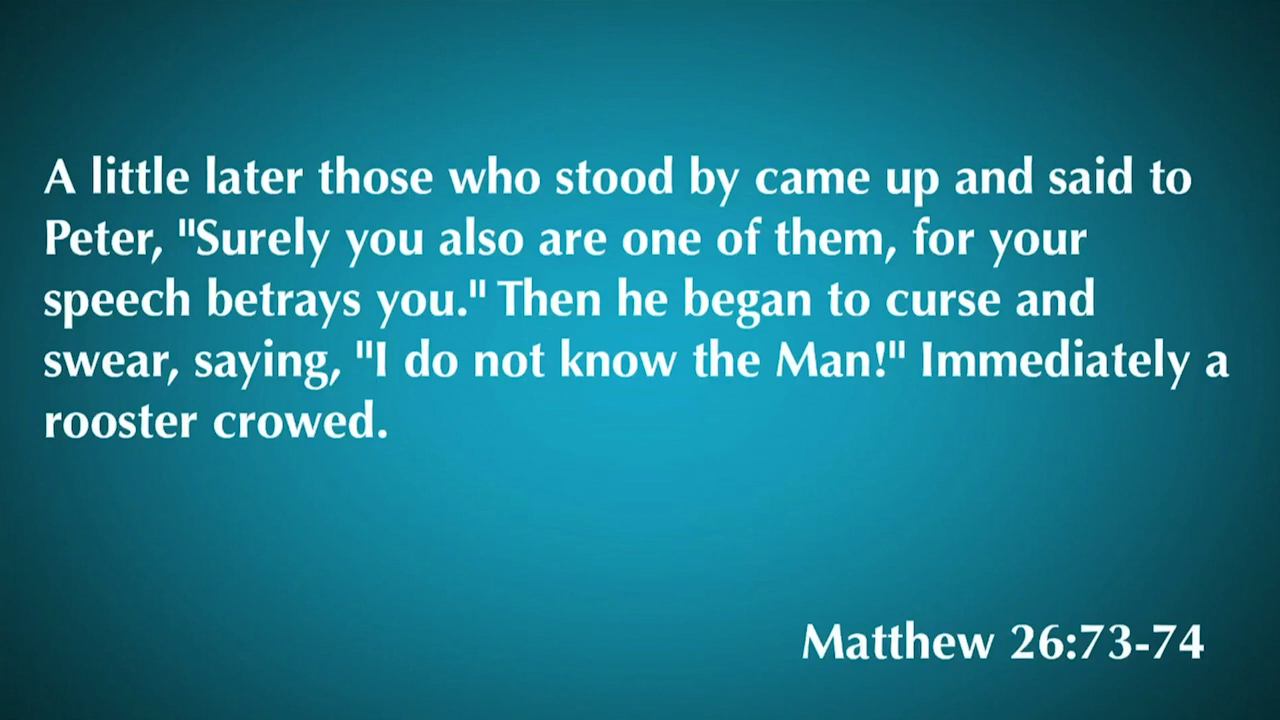 A little later those who stood by came up and said to
Peter, "Surely you also are one of them, for your
speech betrays you." Then he began to curse and
swear, saying, "I do not know the Man!" Immediately a
rooster crowed.
Matthew 26:73-74